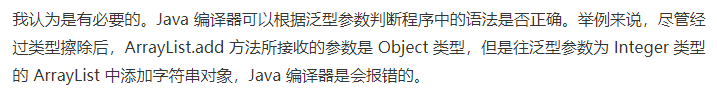 我认为是有必要的。Java 编译器可以根据泛型参数判断程序中的语法是否正确。举例来说，尽管经
过类型擦除后，ArrayList.add 方法所接收的参数是 Object 类型，但是往泛型参数为 Integer 类型
的 ArrayList 中添加字符串对象，Java 编译器是会报错的。